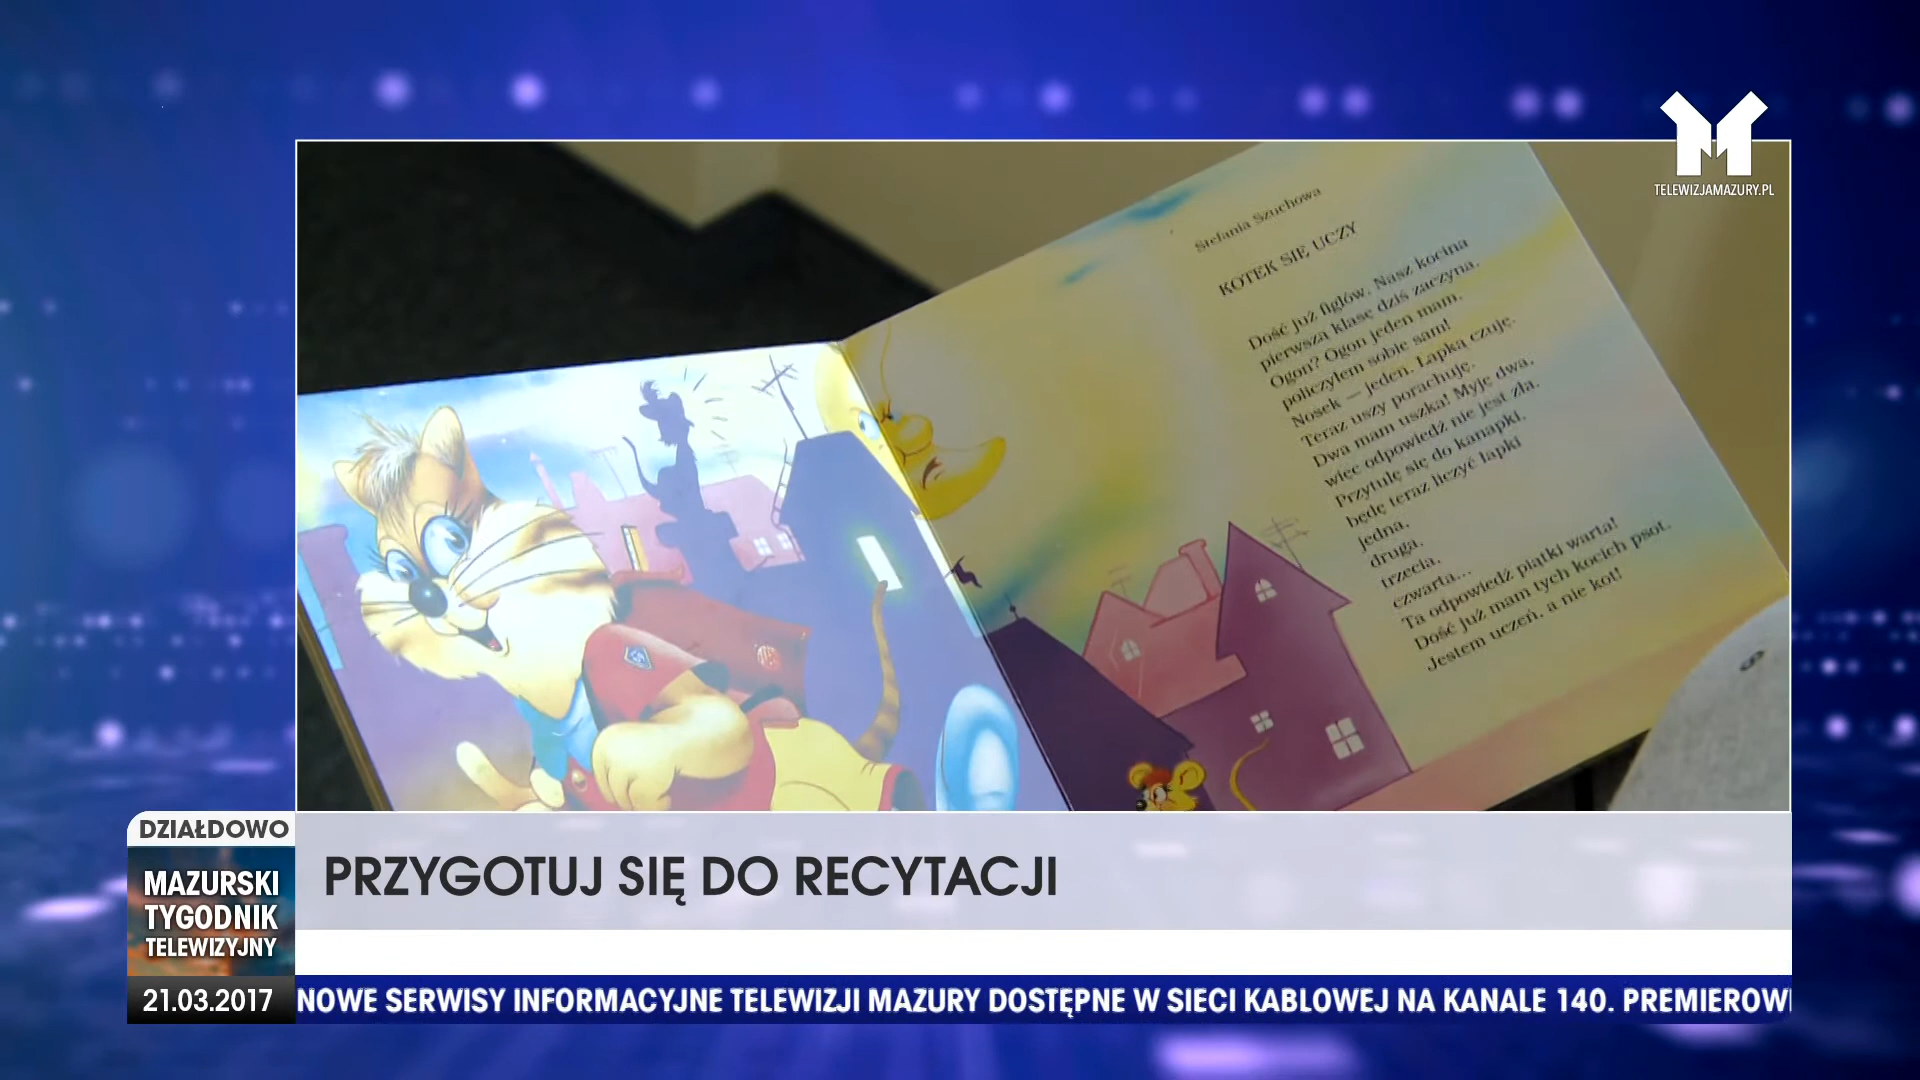 TELEWIZJAMAZURY.PL
Stefania Szuchowa
KOTEK SIĘ UCZY
Dość już figlów. Nasz kocina
pierwszą klasę dziś zaczyna.
Ogon? Ogon jeden mam,
policzyłem sobie sam!
Nosek — jeden. Łapką czuję.
Teraz uszy porachuję.
Dwa mam uszka! Myję dwa,
więc odpowiedź nie jest zła.
Przytulę się do kanapki,
będę teraz liczyć łapki
jedna,
druga,
trzecia,
czwarta...
Ta odpowiedź piątki warta!
Dość już mam tych kocich psot.
Jestem uczeń, a nie kot!
DZIAŁDOWO
MAZURSKI
TYGODNIK
TELEWIZYJNY
PRZYGOTUJ SIĘ DO RECYTACJI
21.03.2017
NOWE SERWISY INFORMACYJNE TELEWIZJI MAZURY DOSTĘPNE W SIECI KABLOWEJ NA KANALE 140. PREMIEROW